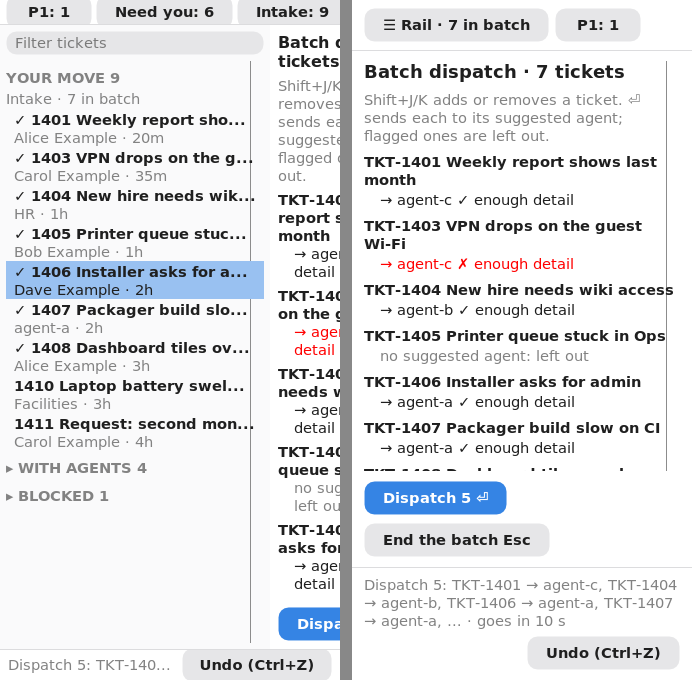 P1: 1 Need you: 6 Intake: 9
Filter tickets
YOUR MOVE 9
Intake · 7 in batch
✓ 1401 Weekly report sho...
Alice Example · 20m
✓ 1403 VPN drops on the g...
Carol Example · 35m
✓ 1404 New hire needs wik...
HR · 1h
✓ 1405 Printer queue stuc...
Bob Example · 1h
✓ 1406 Installer asks for a...
Dave Example · 2h
✓ 1407 Packager build slo...
agent-a · 2h
✓ 1408 Dashboard tiles ov...
Alice Example · 3h
1410 Laptop battery swel...
Facilities · 3h
1411 Request: second mon...
Carol Example · 4h
▸ WITH AGENTS 4
▸ BLOCKED 1
Batch
tickets
Shift+J/K
removes
sends ea
suggeste
flagged
out.
TKT-140
report s
month
→ age
detail
TKT-140
on the g
→ age
detail
TKT-140
needs w
→ age
detail
TKT-140
queue s
no sug
left ou
TKT-140
asks for
→ age
detail
Dispa
Dispatch 5: TKT-140... Undo (Ctrl+Z)
☰ Rail · 7 in batch P1: 1
Batch dispatch · 7 tickets
Shift+J/K adds or removes a ticket. ⏎
sends each to its suggested agent;
flagged ones are left out.
TKT-1401 Weekly report shows last
month
→ agent-c ✓ enough detail
TKT-1403 VPN drops on the guest
Wi-Fi
→ agent-c ✗ enough detail
TKT-1404 New hire needs wiki access
→ agent-b ✓ enough detail
TKT-1405 Printer queue stuck in Ops
no suggested agent: left out
TKT-1406 Installer asks for admin
→ agent-a ✓ enough detail
TKT-1407 Packager build slow on CI
→ agent-a ✓ enough detail
Dispatch 5 ⏎
End the batch Esc
Dispatch 5: TKT-1401 → agent-c, TKT-1404
→ agent-b, TKT-1406 → agent-a, TKT-1407
→ agent-a, ... · goes in 10 s
Undo (Ctrl+Z)